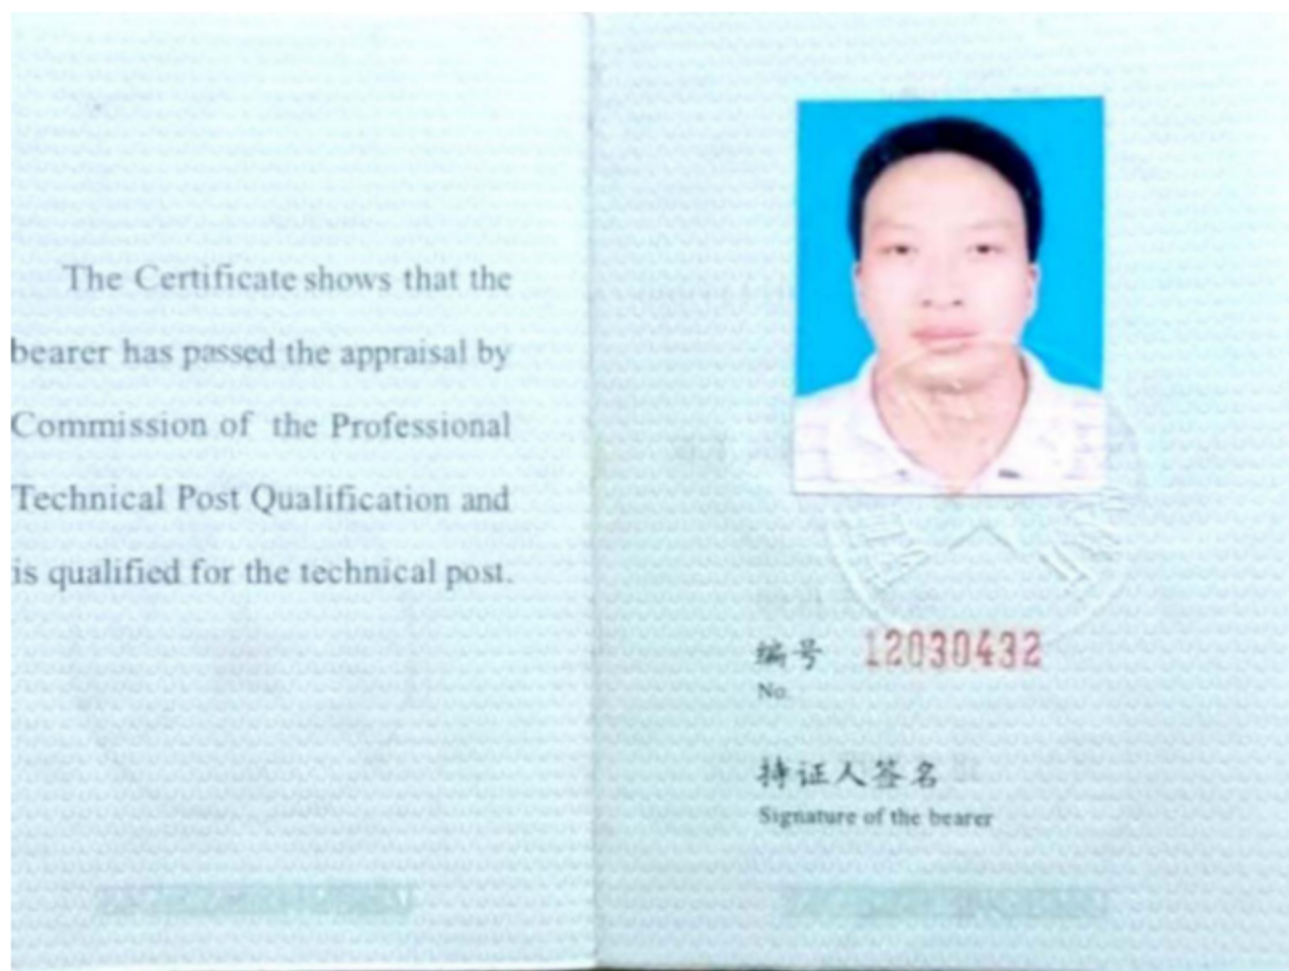 The Certificate shows that the
bearer has passed the appraisal by
Commission of the Professional
Technical Post Qualification and
is qualified for the technical post.
编号 12030432
No.
持证人签名
Signature of the bearer